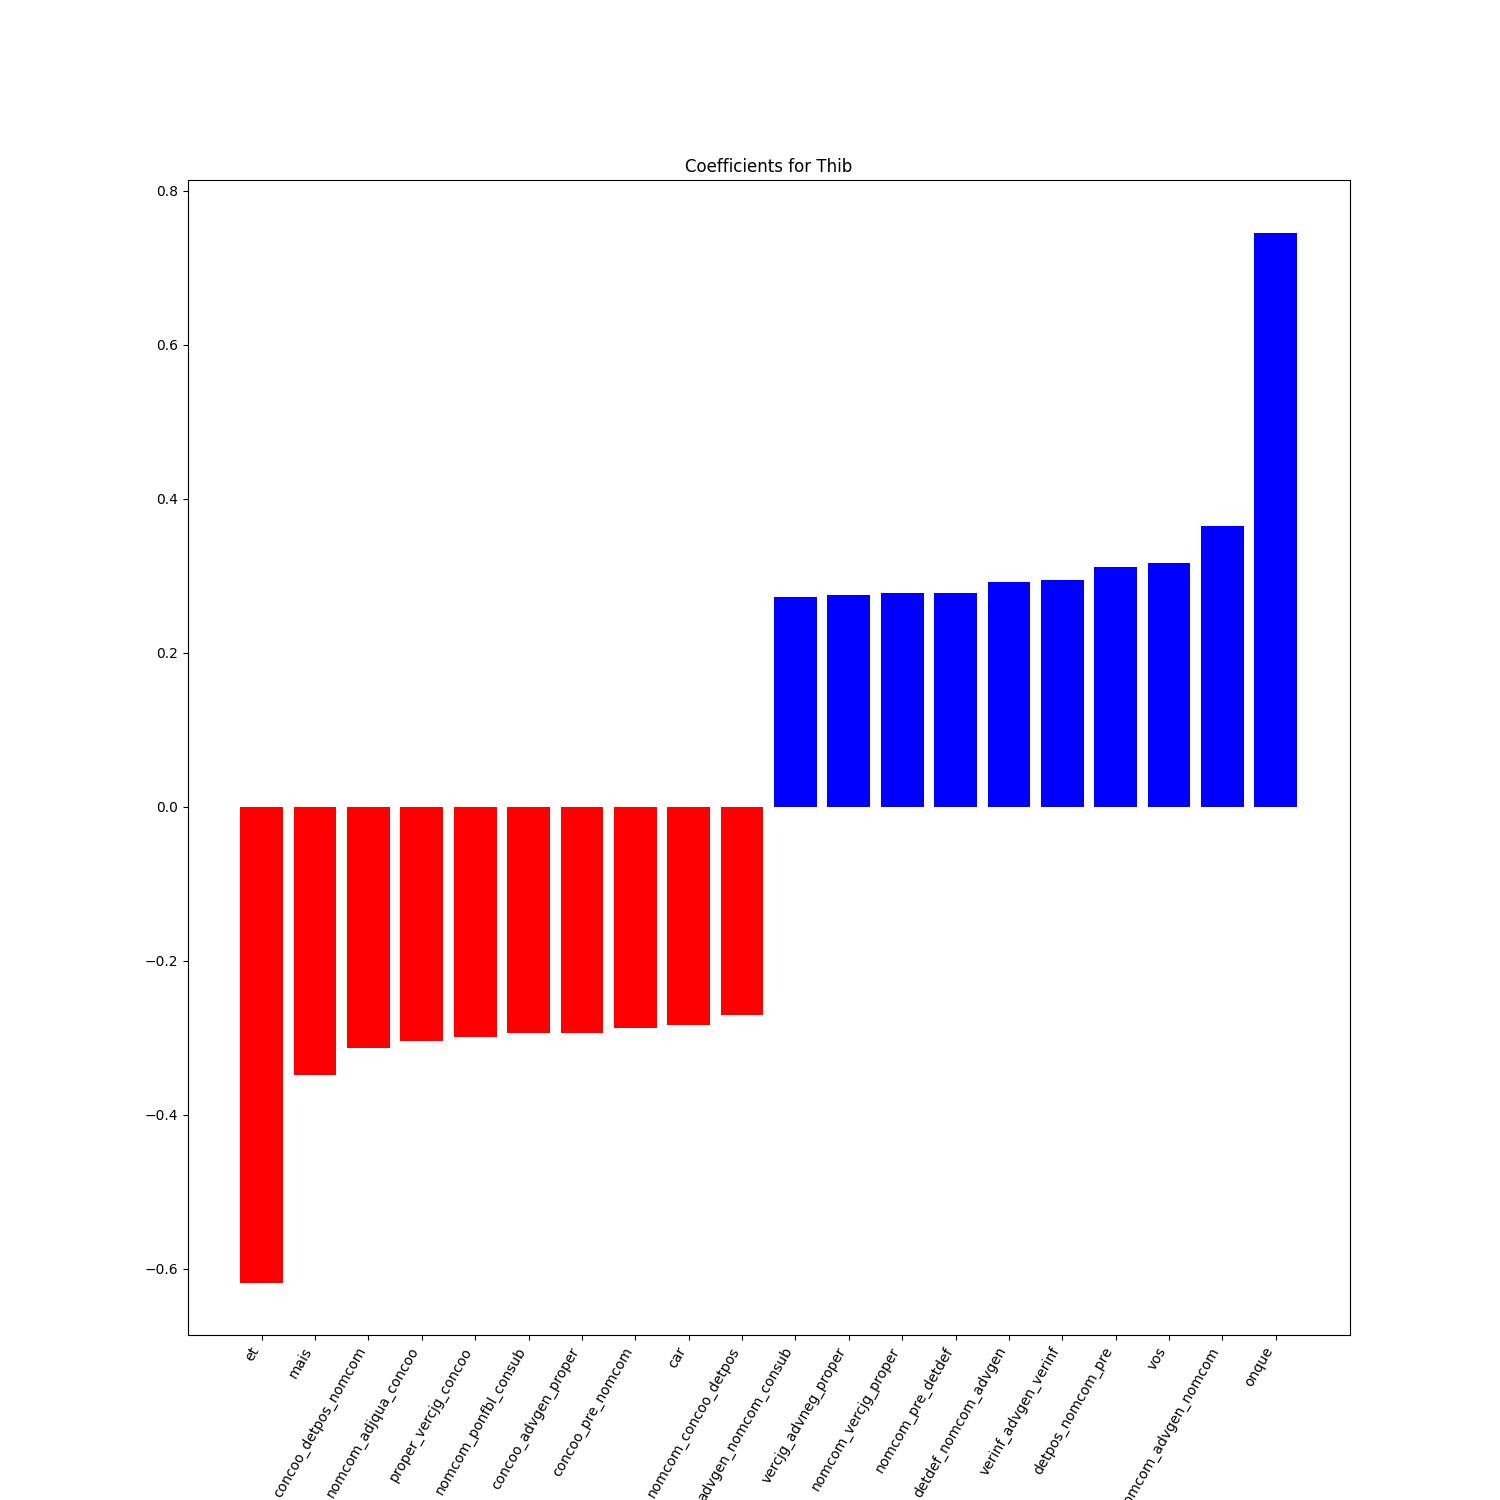 Coefficients for Thib
0.8
0.6
0.4
0.2
0.0
−0.2
−0.4
−0.6
et
mais
concoo_detpos_nomcom
nomcom_adjqua_concoo
proper_vercjg_concoo
nomcom_ponfbl_consub
concoo_advgen_proper
concoo_pre_nomcom
car
nomcom_concoo_detpos
advgen_nomcom_consub
vercjg_advneg_proper
nomcom_vercjg_proper
nomcom_pre_detdef
detdef_nomcom_advgen
verinf_advgen_verinf
detpos_nomcom_pre
vos
omcom_advgen_nomcom
onque